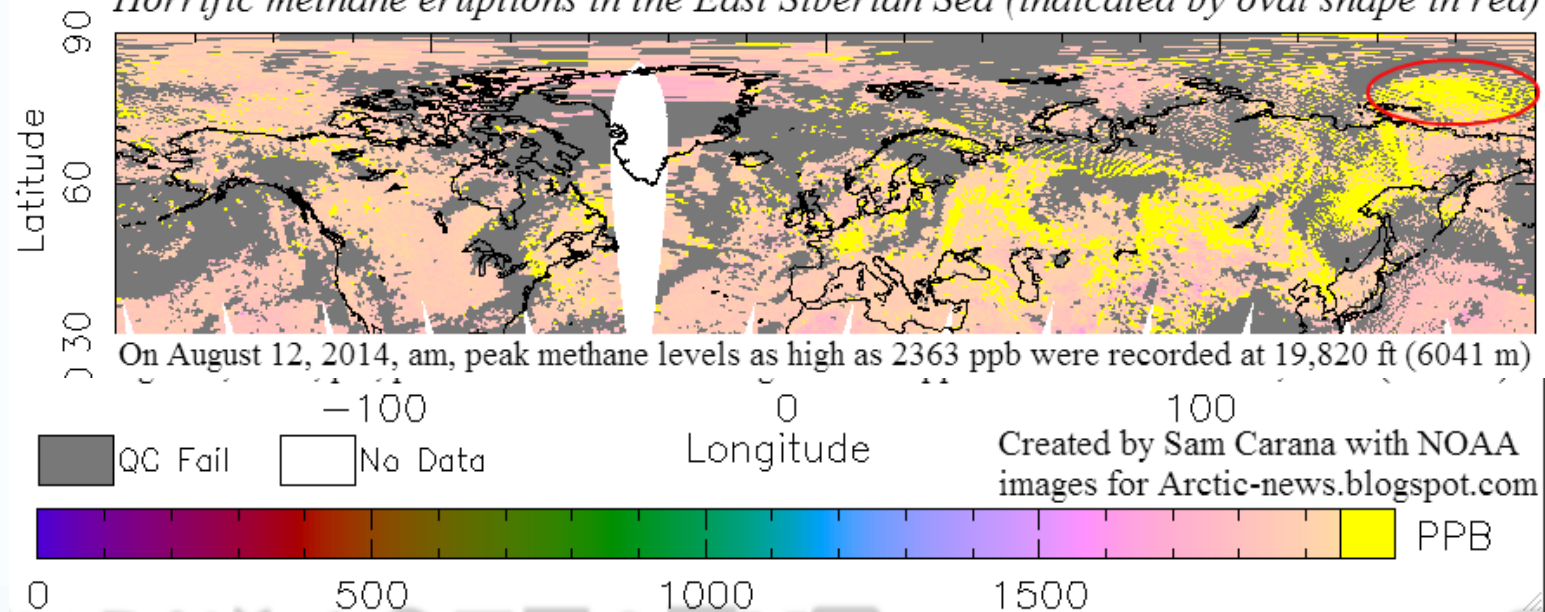 Horrific methane eruptions in the East Siberian Sea (indicated by oval shape in red)
90
60
30
Latitude
On August 12, 2014, am, peak methane levels as high as 2363 ppb were recorded at 19,820 ft (6041 m)
−100 0 100
Longitude
QC Fail No Data
Created by Sam Carana with NOAA
images for Arctic-news.blogspot.com
PPB
0 500 1000 1500